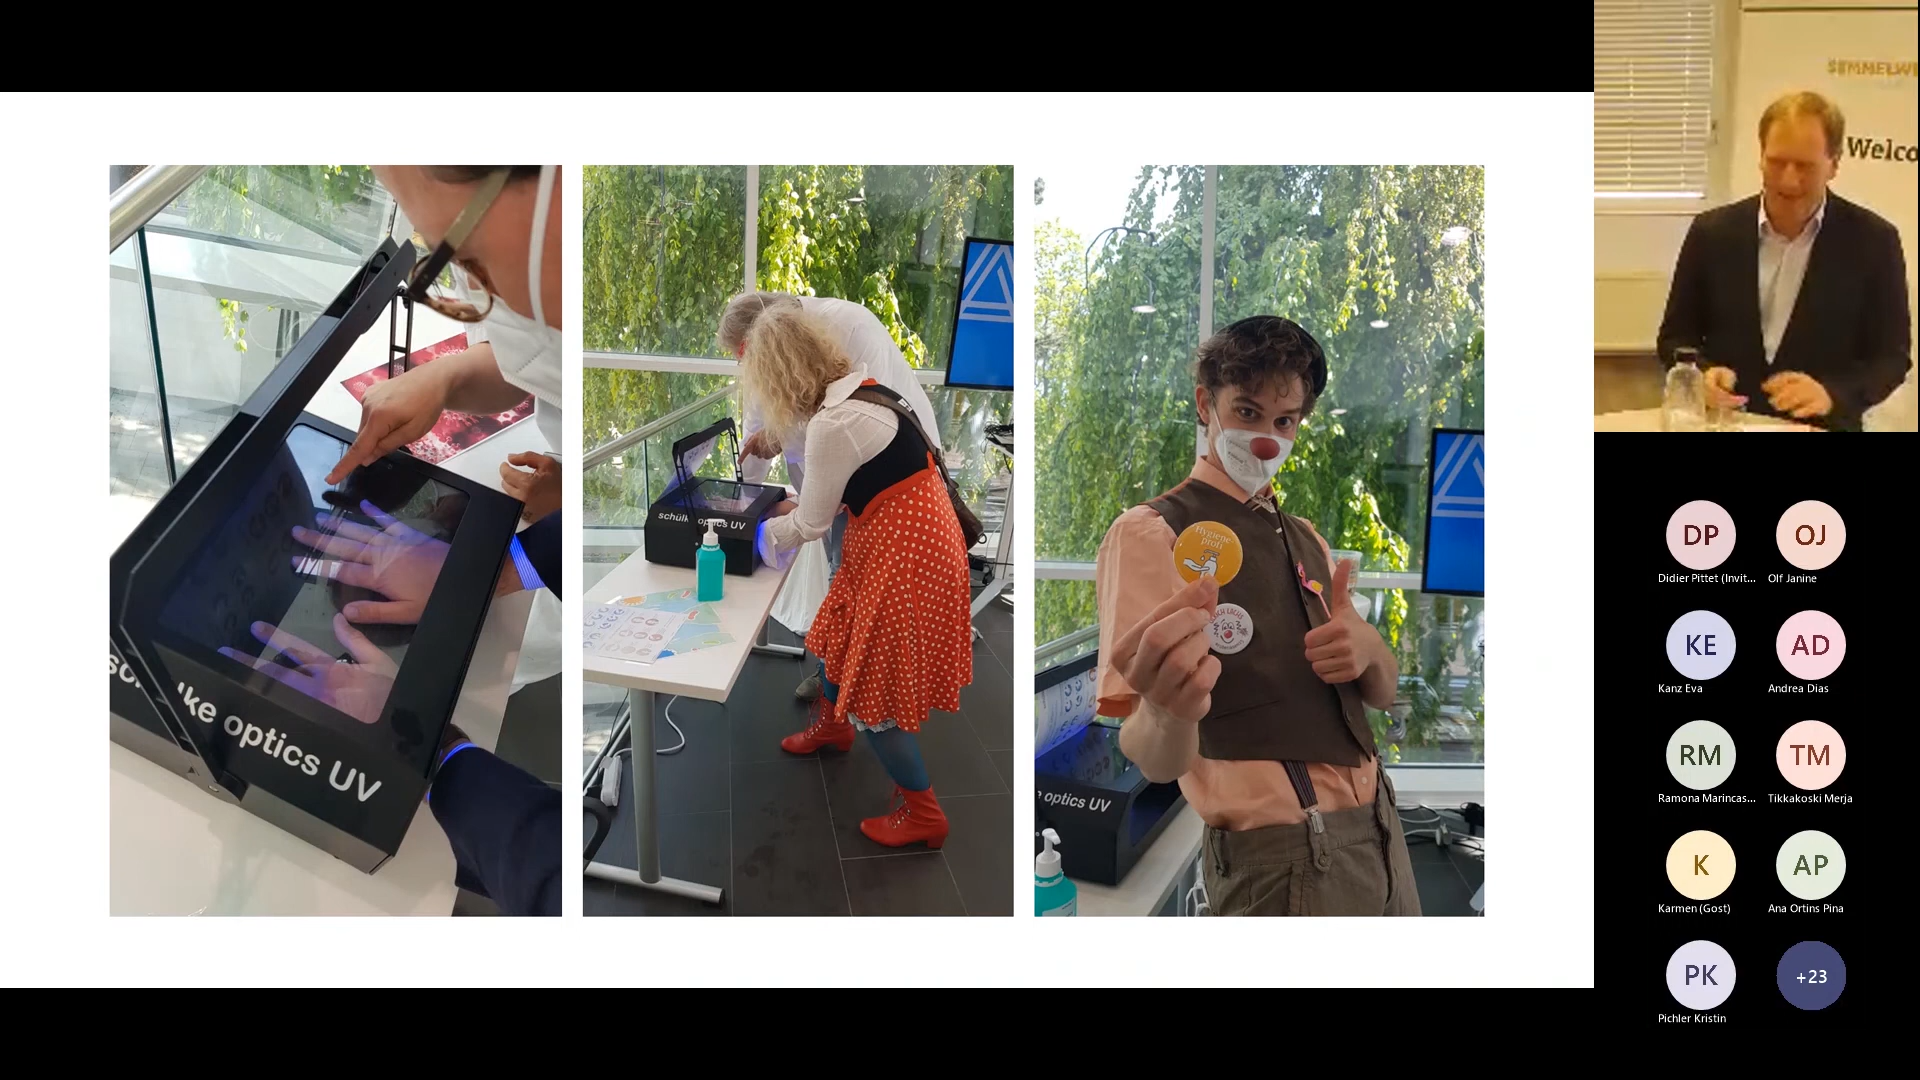 schülke optics UV
schülke optics UV
Hygiene
profi
optics UV
SEMMELWE
Welco
DP
Didier Pittet (Invit...
OJ
Olf Janine
KE
Kanz Eva
AD
Andrea Dias
RM
Ramona Marincas...
TM
Tikkakoski Merja
K
Karmen (Gost)
AP
Ana Ortins Pina
PK
Pichler Kristin
+23